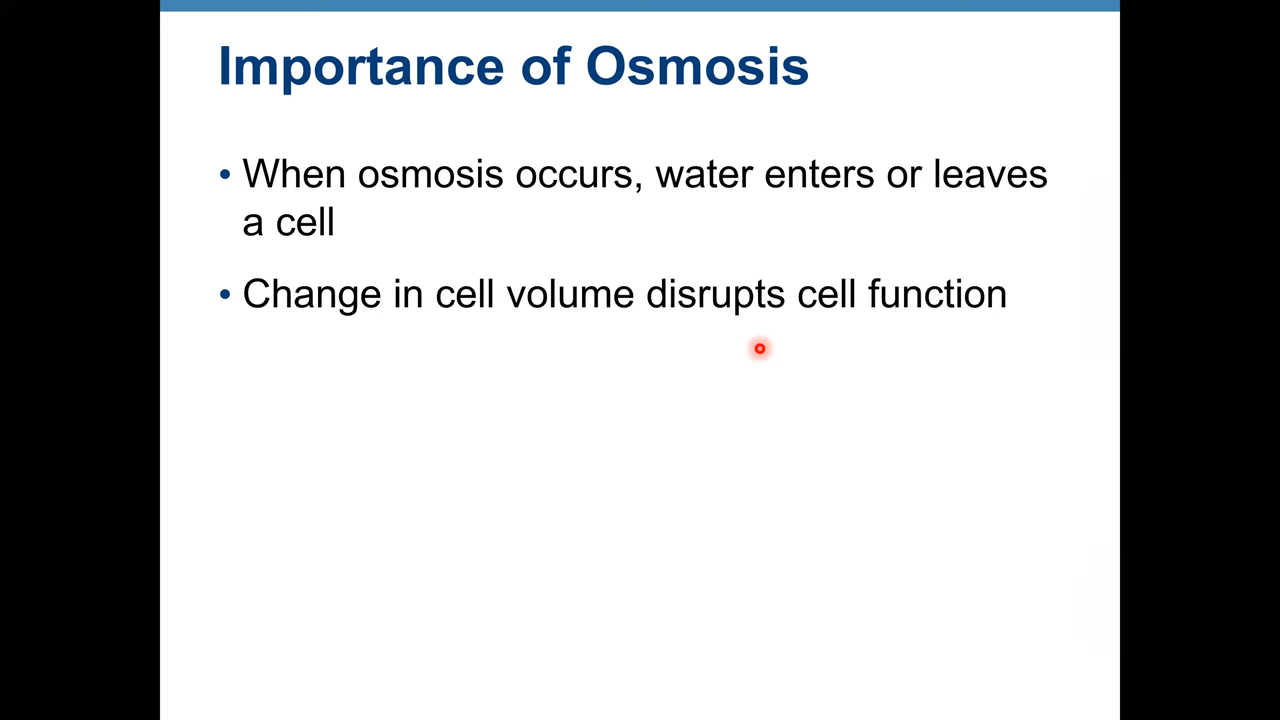 Importance of Osmosis
• When osmosis occurs, water enters or leaves
a cell
• Change in cell volume disrupts cell function